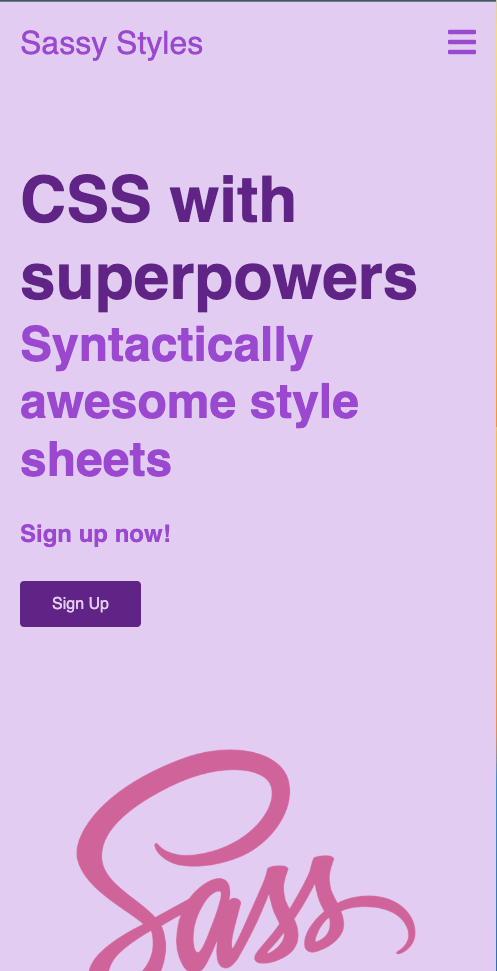 Sassy Styles
CSS with
superpowers
Syntactically
awesome style
sheets
Sign up now!
Sign Up
Sass